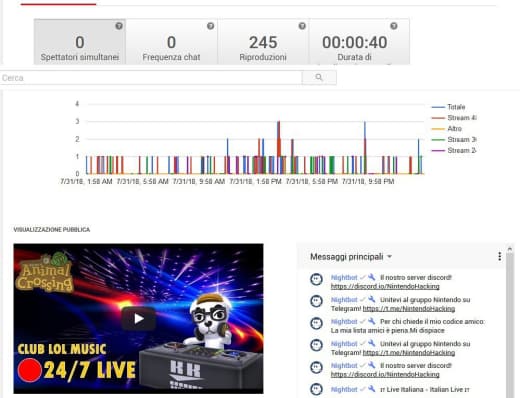 0
Spettatori simultanei
0
Frequenza chat
245
Riproduzioni
00:00:40
Durata di
Cerca
4
3
2
1
0
7/31/18, 1:58 AM 7/31/18, 5:58 AM 7/31/18, 9:58 AM 7/31/18, 1:58 PM 7/31/18, 5:58 PM 7/31/18, 9:58 PM
Totale
Stream 4
Altro
Stream 3
Stream 2
VISUALIZZAZIONE PUBBLICA
Animal
Crossing
CLUB LOL MUSIC
24/7 LIVE
KK
Messaggi principali
Nightbot Il nostro server discord!
https://discord.io/NintendoHacking
Nightbot Unitevi al gruppo Nintendo su
Telegram! https://t.me/NintendoHacking
Nightbot Per chi chiede il mio codice amico:
La mia lista amici è piena.Mi dispiace
Nightbot Unitevi al gruppo Nintendo su
Telegram! https://t.me/NintendoHacking
Nightbot Il nostro server discord!
https://discord.io/NintendoHacking
Nightbot IT Live Italiana - Italian Live IT